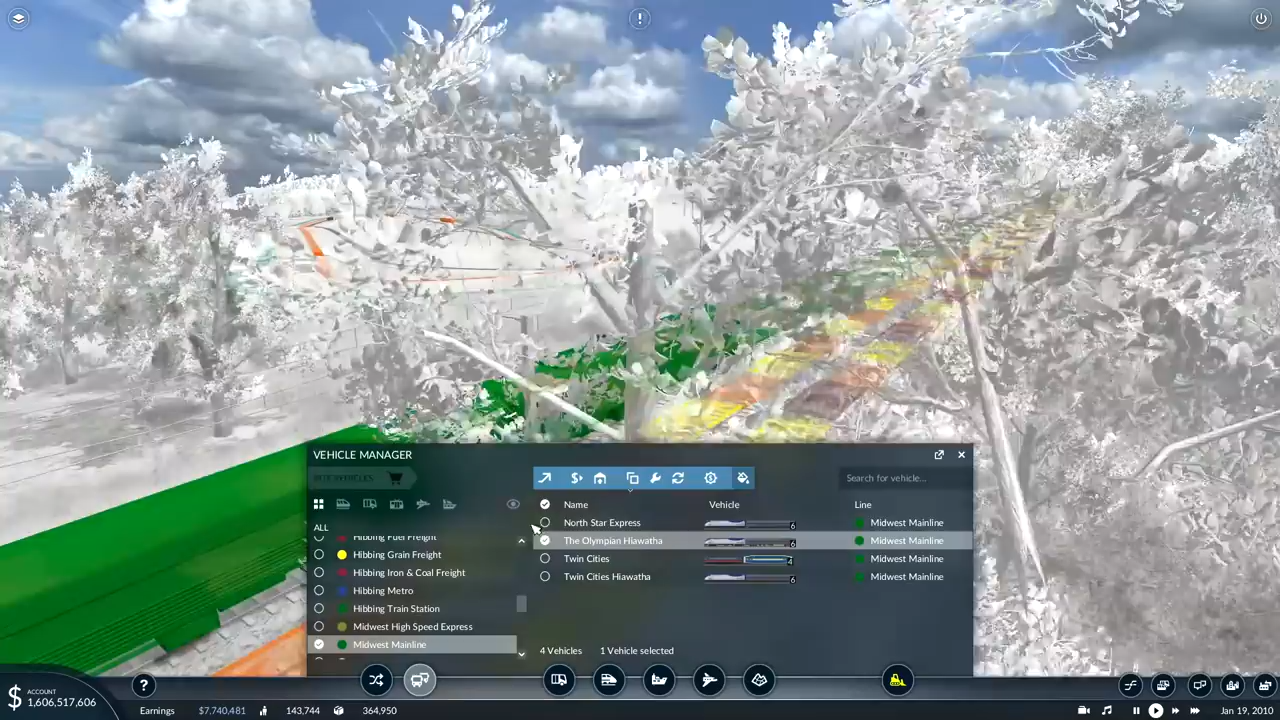 VEHICLE MANAGER
BUY VEHICLES
Search for vehicle...
ALL
Name Vehicle Line
Hibbing Fuel Freight
Hibbing Grain Freight
Hibbing Iron & Coal Freight
Hibbing Metro
Hibbing Train Station
Midwest High Speed Express
Midwest Mainline
North Star Express 6 Midwest Mainline
The Olympian Hiawatha 6 Midwest Mainline
Twin Cities 4 Midwest Mainline
Twin Cities Hiawatha 6 Midwest Mainline
4 Vehicles 1 Vehicle selected
$ ACCOUNT
1,606,517,606
?
Earnings $7,740,481 143,744 364,950
Jan 19, 2010